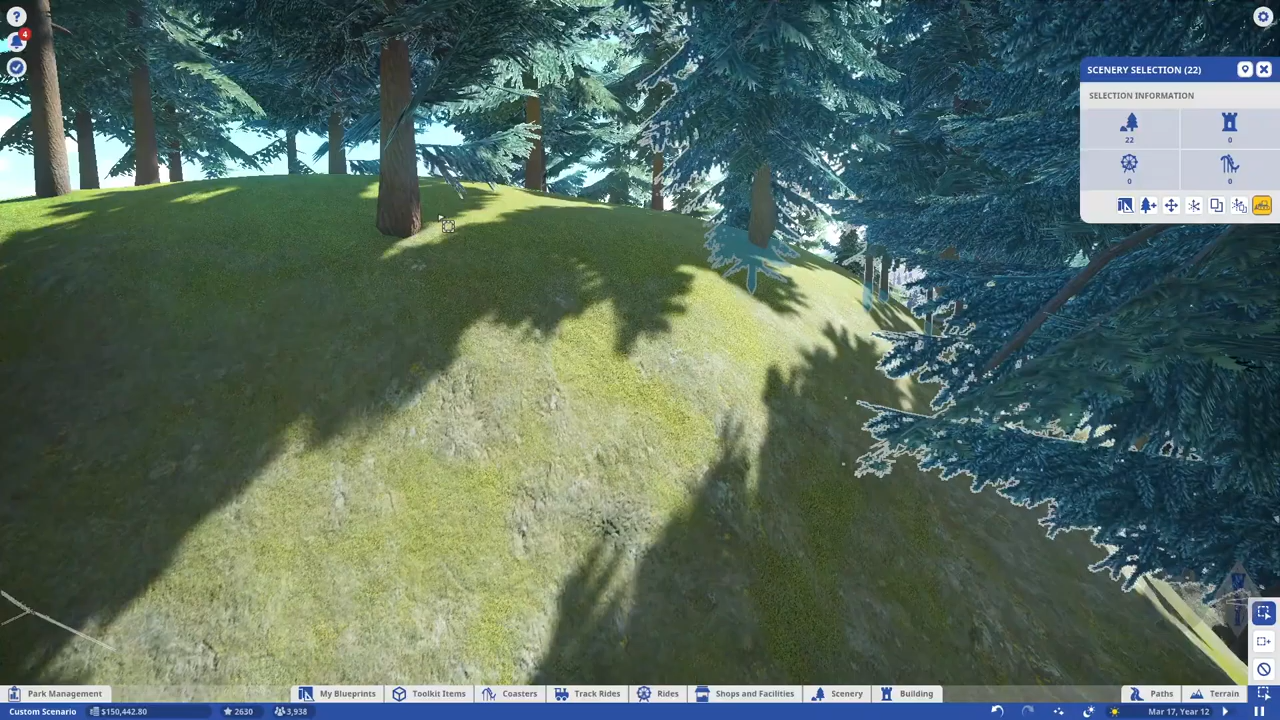 4
SCENERY SELECTION (22)
SELECTION INFORMATION
22
0
0
0
Park Management
My Blueprints
Toolkit Items
Coasters
Track Rides
Rides
Shops and Facilities
Scenery
Building
Paths
Terrain
Custom Scenario
$150,442.80
2630
3,938
Mar 17, Year 12